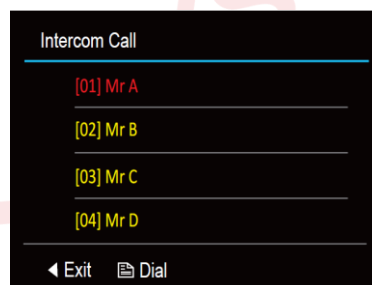 Intercom Call
[01] Mr A
[02] Mr B
[03] Mr C
[04] Mr D
Exit Dial